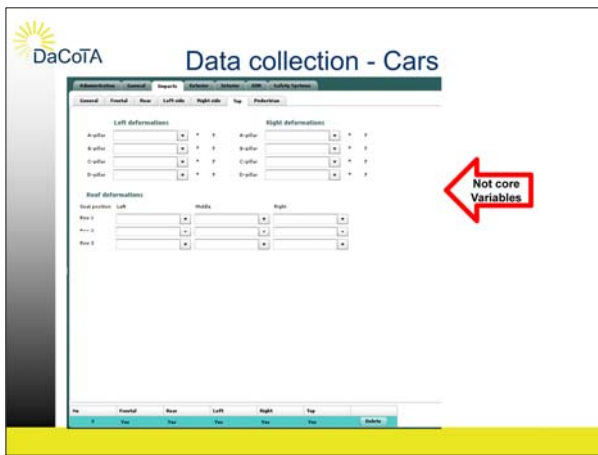 DaCoTA
Data collection - Cars
Administration General Impacts Exterior Interior EDR Safety Systems
General Frontal Rear Left side Right side Top Pedestrian
Left deformations Right deformations
A-pillar * ? A-pillar * ?
B-pillar * ? B-pillar * ?
C-pillar * ? C-pillar * ?
D-pillar * ? D-pillar * ?
Roof deformations
Seat position Left Middle Right
Row 1
Row 2
Row 3
Not core
Variables
No Frontal Rear Left Right Top
Yes Yes Yes Yes Yes Delete